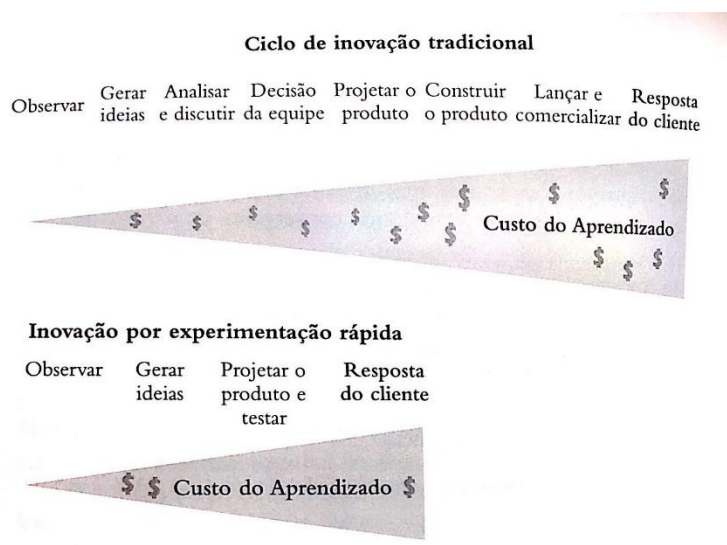 Ciclo de inovação tradicional
Observar
Gerar
ideias
Analisar
e discutir
Decisão
da equipe
Projetar o
produto
Construir
o produto
Lançar e
comercializar
Resposta
do cliente
$ $ $ $ $ $ $ $ $ $ $
Custo do Aprendizado
$ $ $
Inovação por experimentação rápida
Observar
Gerar
ideias
Projetar o
produto e
testar
Resposta
do cliente
$ $ Custo do Aprendizado $